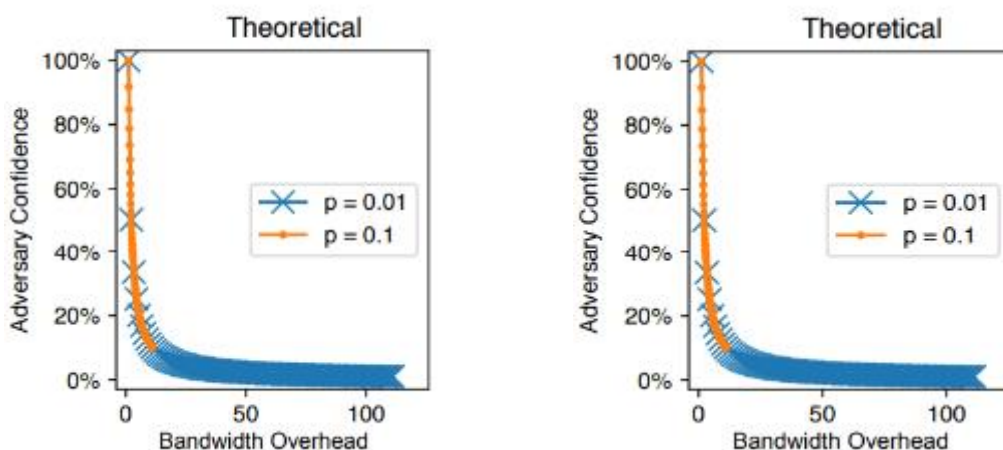 Theoretical
100%
80%
60%
40%
20%
0%
Adversary Confidence
p = 0.01
p = 0.1
0 50 100
Bandwidth Overhead
Theoretical
100%
80%
60%
40%
20%
0%
Adversary Confidence
p = 0.01
p = 0.1
0 50 100
Bandwidth Overhead